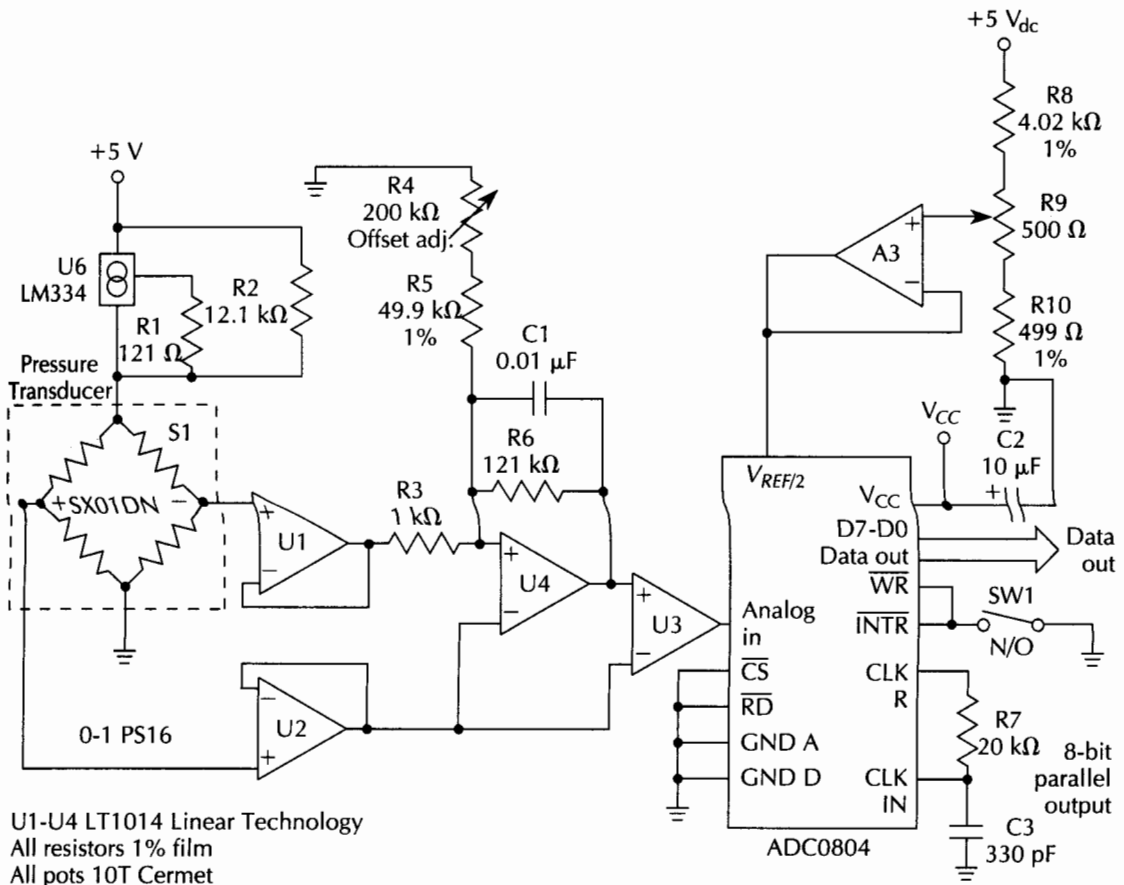 +5 Vdc
R8
4.02 kΩ
1%
+5 V
R4
200 kΩ
Offset adj.
R9
500 Ω
A3
+
−
U6
LM334
R2
12.1 kΩ
R5
49.9 kΩ
1%
R10
499 Ω
1%
R1
121 Ω
C1
0.01 μF
Pressure
Transducer
S1
R6
121 kΩ
VCC
C2
10 μF
+
VREF/2
VCC
+SX01DN −
R3
1 kΩ
D7-D0
Data out
Data
out
+
U1
−
+
U4
−
WR
SW1
+
U3
−
Analog
in
INTR
N/O
CS
CLK
R
−
U2
+
RD
R7
20 kΩ
0-1 PS16
GND A
8-bit
parallel
output
GND D
CLK
IN
C3
330 pF
ADC0804
U1-U4 LT1014 Linear Technology
All resistors 1% film
All pots 10T Cermet